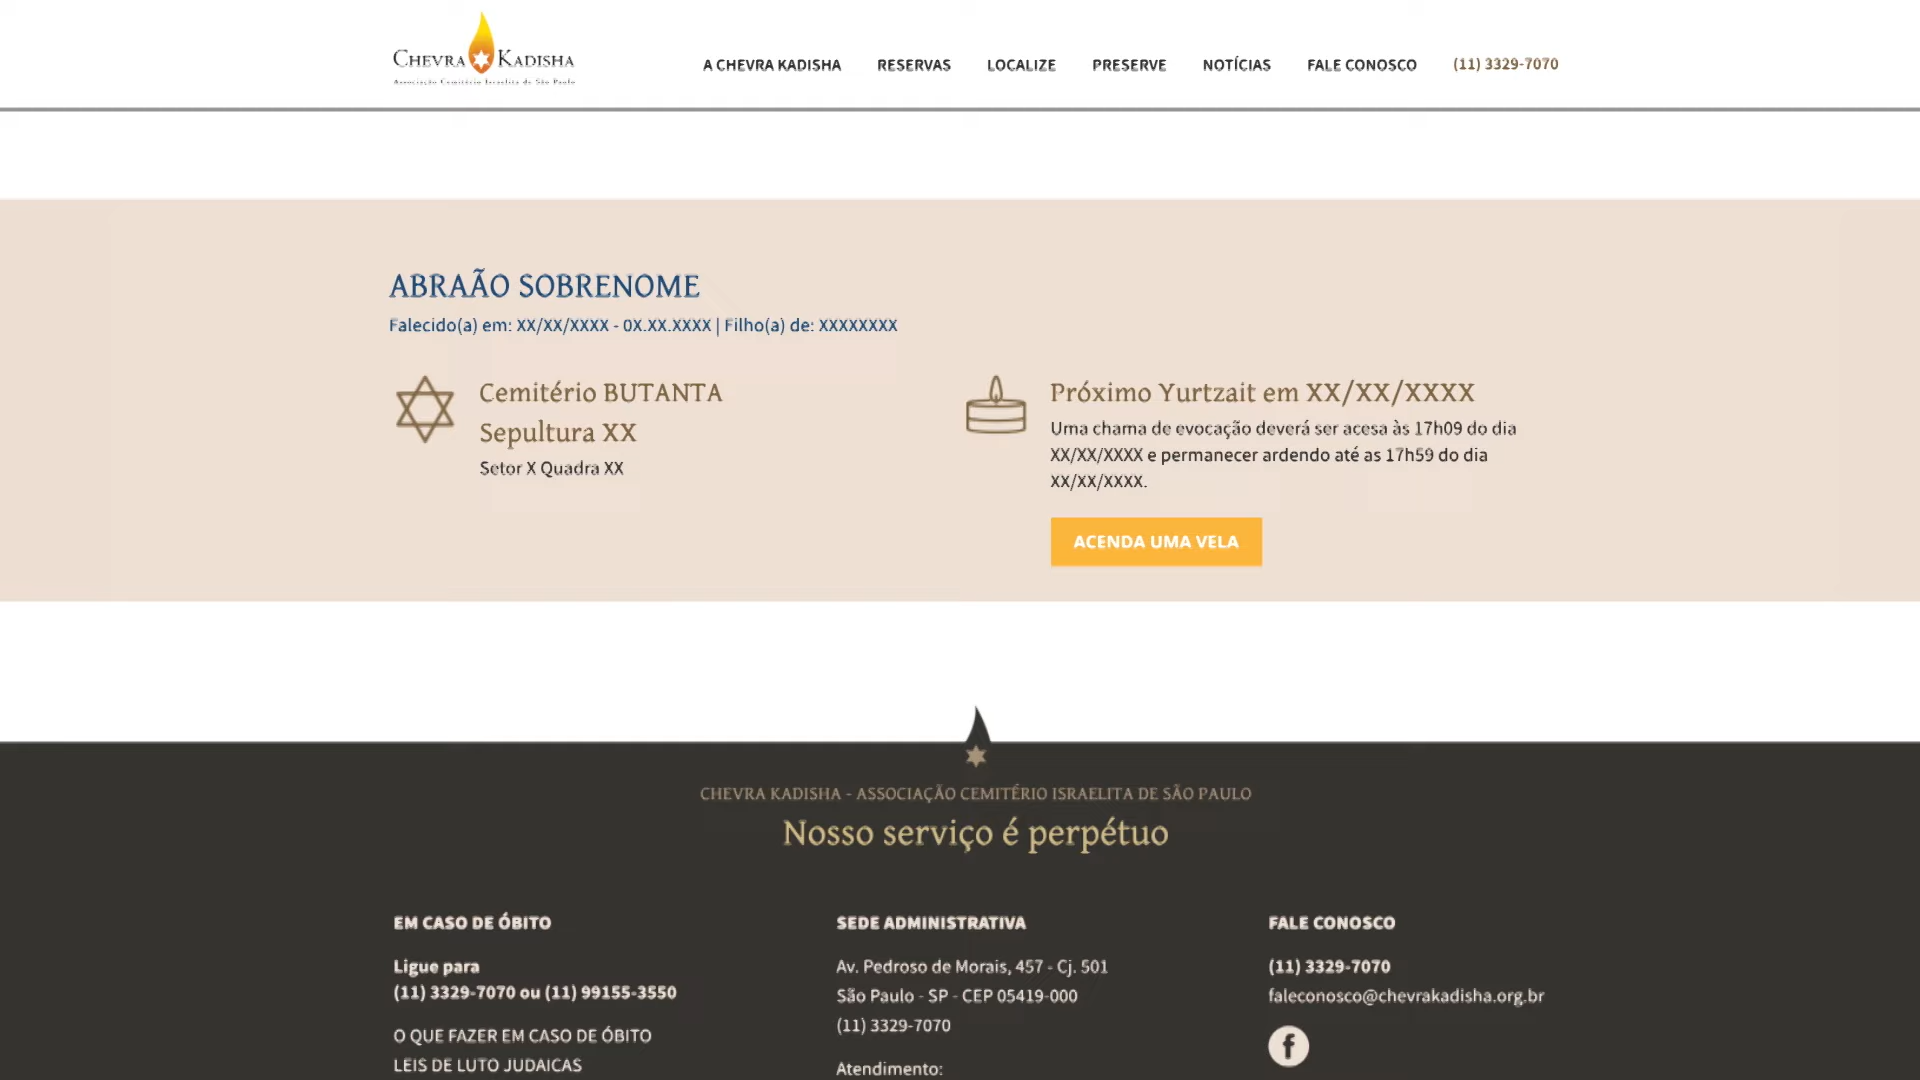 CHEVRA KADISHA
Associação Cemitério Israelita de São Paulo
A CHEVRA KADISHA
RESERVAS
LOCALIZE
PRESERVE
NOTÍCIAS
FALE CONOSCO
(11) 3329-7070
ABRAÃO SOBRENOME
Falecido(a) em: XX/XX/XXXX - 0X.XX.XXXX | Filho(a) de: XXXXXXXX
Cemitério BUTANTA
Sepultura XX
Setor X Quadra XX
Próximo Yurtzait em XX/XX/XXXX
Uma chama de evocação deverá ser acesa às 17h09 do dia
XX/XX/XXXX e permanecer ardendo até as 17h59 do dia
XX/XX/XXXX.
ACENDA UMA VELA
CHEVRA KADISHA - ASSOCIAÇÃO CEMITÉRIO ISRAELITA DE SÃO PAULO
Nosso serviço é perpétuo
EM CASO DE ÓBITO
Ligue para
(11) 3329-7070 ou (11) 99155-3550
O QUE FAZER EM CASO DE ÓBITO
LEIS DE LUTO JUDAICAS
SEDE ADMINISTRATIVA
Av. Pedroso de Morais, 457 - Cj. 501
São Paulo - SP - CEP 05419-000
(11) 3329-7070
Atendimento:
FALE CONOSCO
(11) 3329-7070
faleconosco@chevrakadisha.org.br